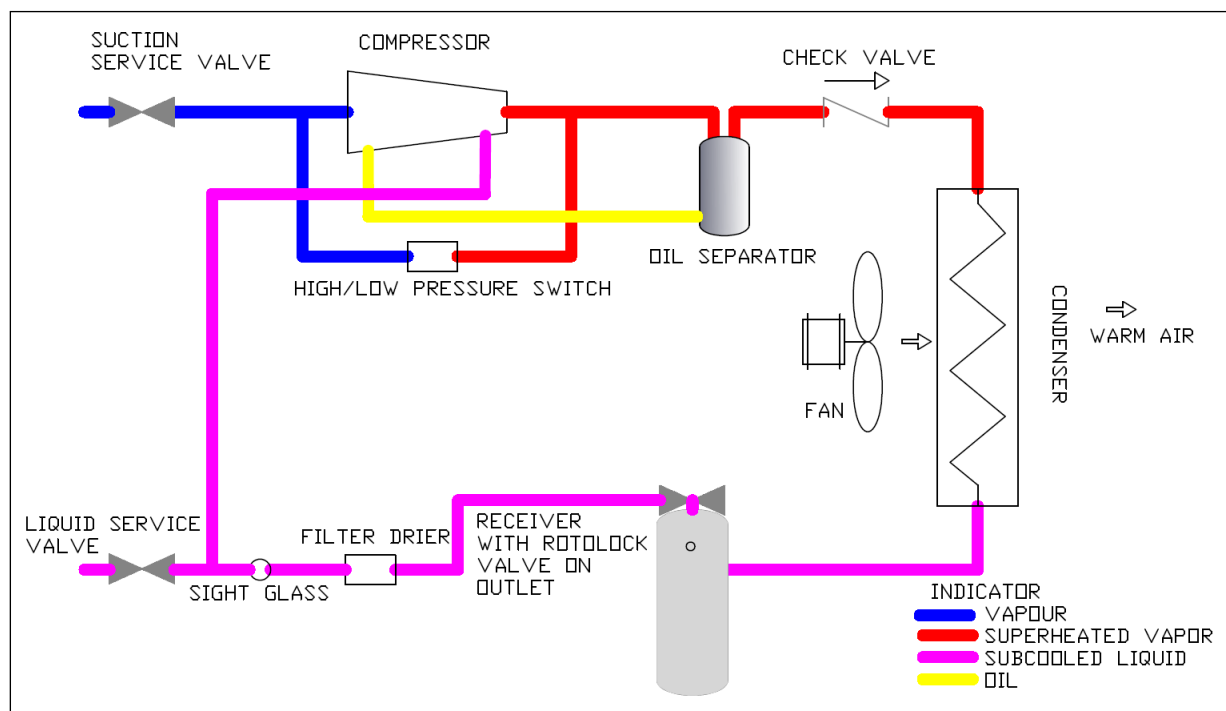 SUCTION
SERVICE VALVE
COMPRESSOR
CHECK VALVE
OIL SEPARATOR
HIGH/LOW PRESSURE SWITCH
CONDENSER
WARM AIR
FAN
LIQUID SERVICE
VALVE
FILTER DRIER
RECEIVER
WITH ROTOLOCK
VALVE ON
OUTLET
SIGHT GLASS
INDICATOR
VAPOUR
SUPERHEATED VAPOR
SUBCOOLED LIQUID
OIL